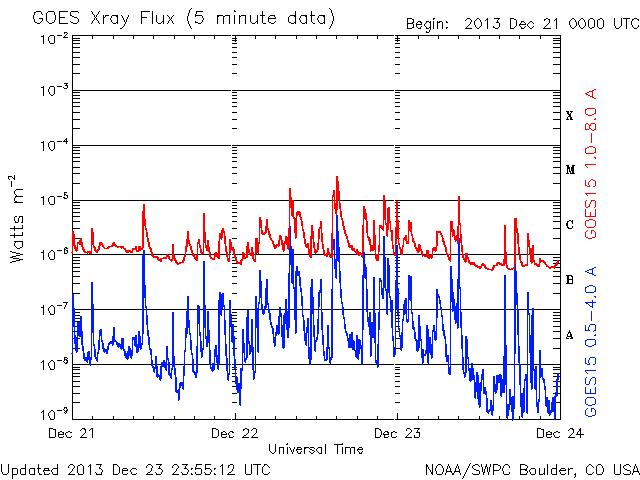 GOES Xray Flux (5 minute data)
Begin: 2013 Dec 21 0000 UTC
10-2
10-3
10-4
10-5
10-6
10-7
10-8
10-9
Watts m-2
X
M
C
B
A
GOES15 1.0-8.0 A
GOES15 0.5-4.0 A
Dec 21
Dec 22
Dec 23
Dec 24
Universal Time
Updated 2013 Dec 23 23:55:12 UTC
NOAA/SWPC Boulder, CO USA